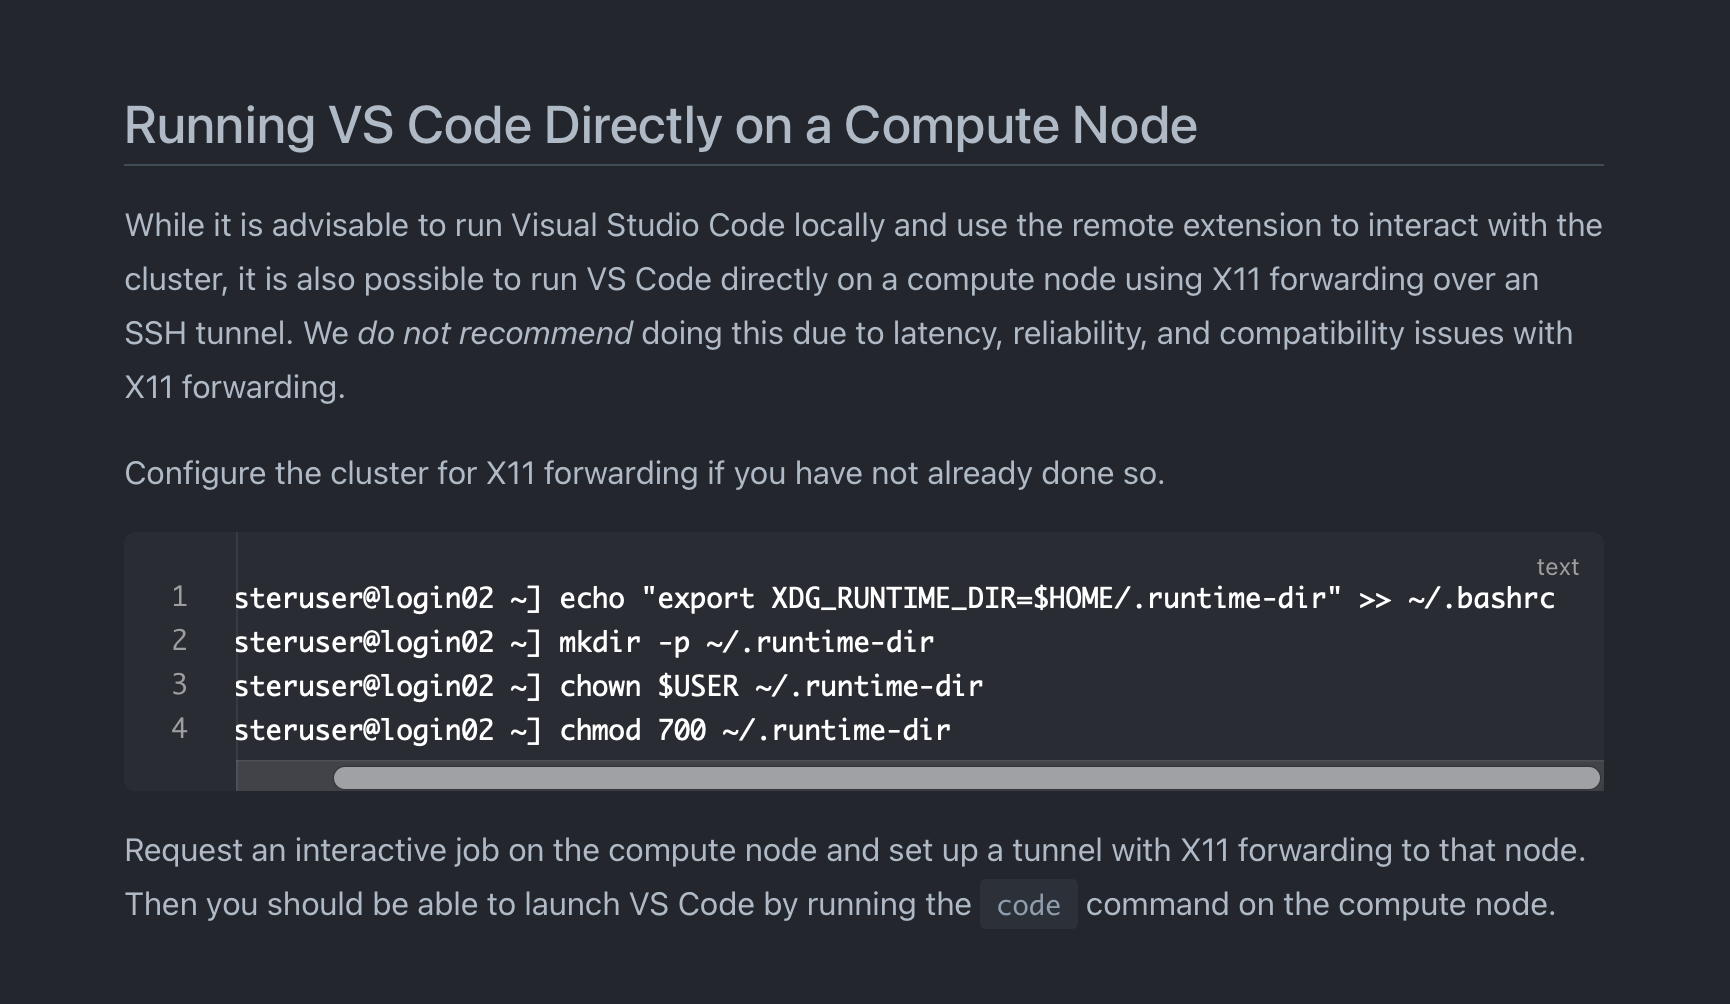 Running VS Code Directly on a Compute Node
While it is advisable to run Visual Studio Code locally and use the remote extension to interact with the
cluster, it is also possible to run VS Code directly on a compute node using X11 forwarding over an
SSH tunnel. We do not recommend doing this due to latency, reliability, and compatibility issues with
X11 forwarding.
Configure the cluster for X11 forwarding if you have not already done so.
text
1 steruser@login02 ~] echo "export XDG_RUNTIME_DIR=$HOME/.runtime-dir" >> ~/.bashrc
2 steruser@login02 ~] mkdir -p ~/.runtime-dir
3 steruser@login02 ~] chown $USER ~/.runtime-dir
4 steruser@login02 ~] chmod 700 ~/.runtime-dir
Request an interactive job on the compute node and set up a tunnel with X11 forwarding to that node.
Then you should be able to launch VS Code by running the code command on the compute node.